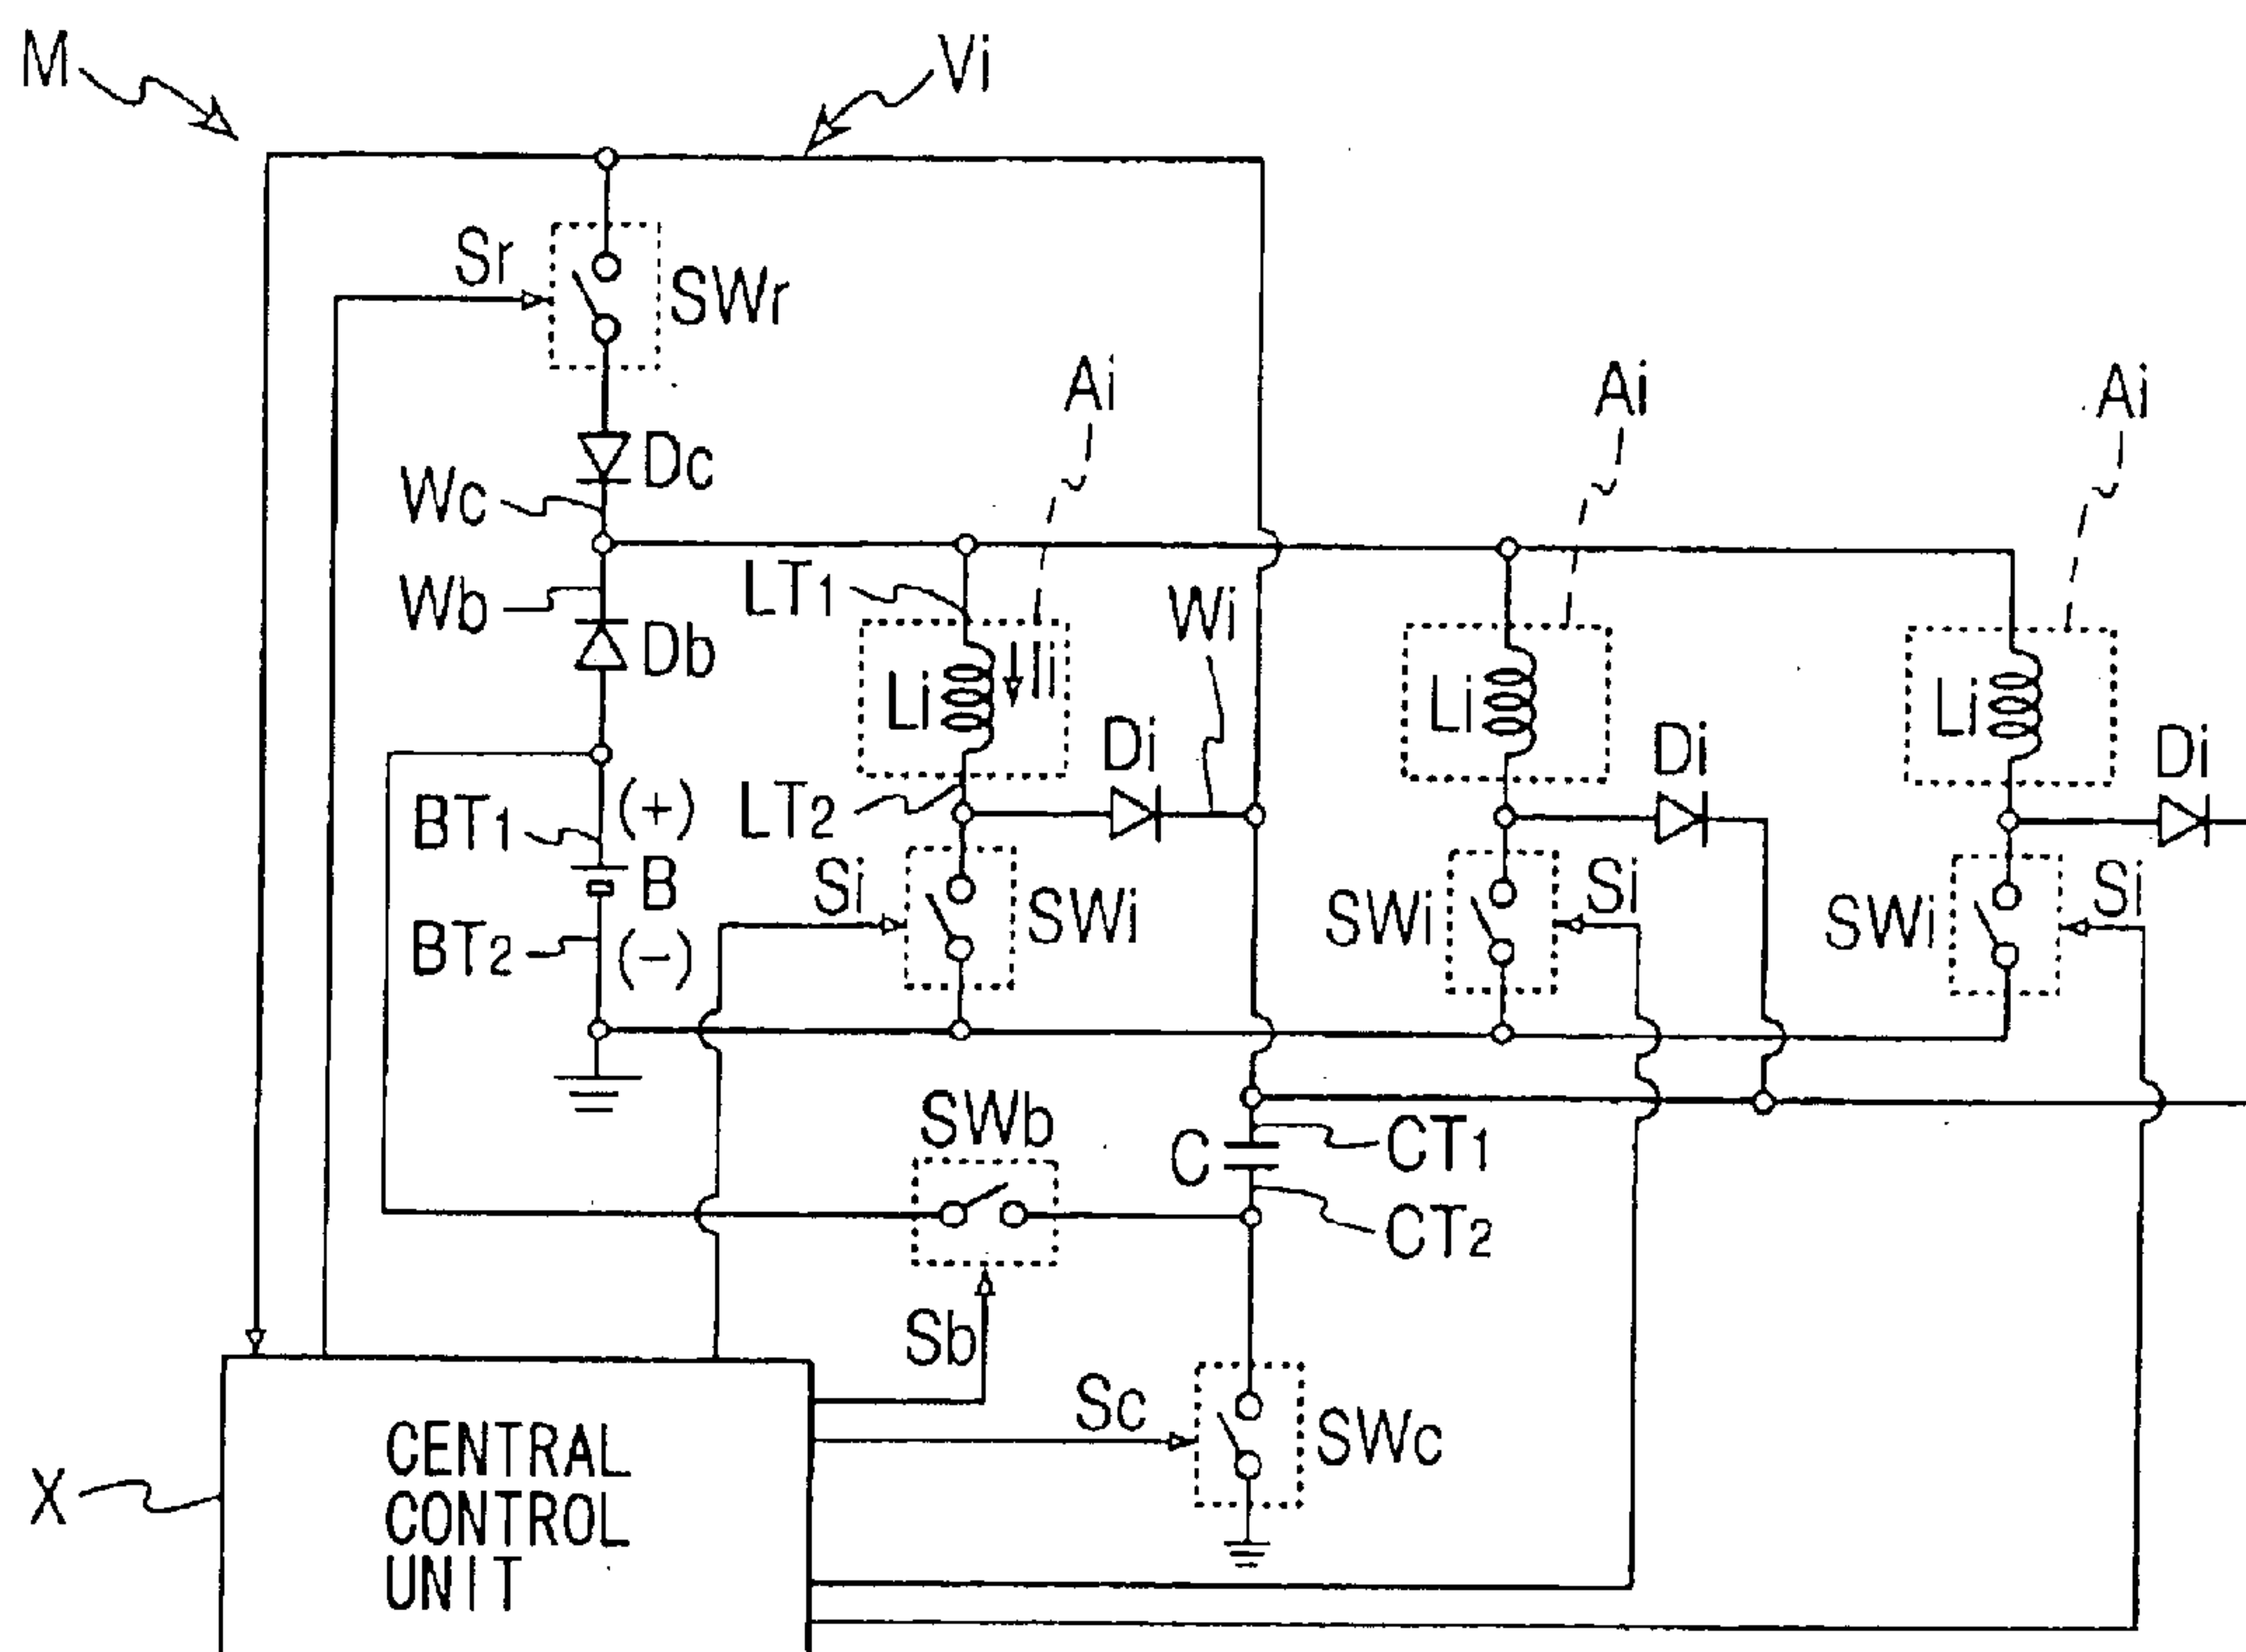 M
Vi
Sr
SWr
Ai
Ai
Ai
Dc
Wc
LT1
Wi
Wb
Db
Li
Ii
Li
Li
Di
Di
Di
BT1
(+)
LT2
B
Si
SWi
SWi
Si
SWi
Si
BT2
(-)
SWb
C
CT1
CT2
Sb
Sc
SWc
X
CENTRAL
CONTROL
UNIT